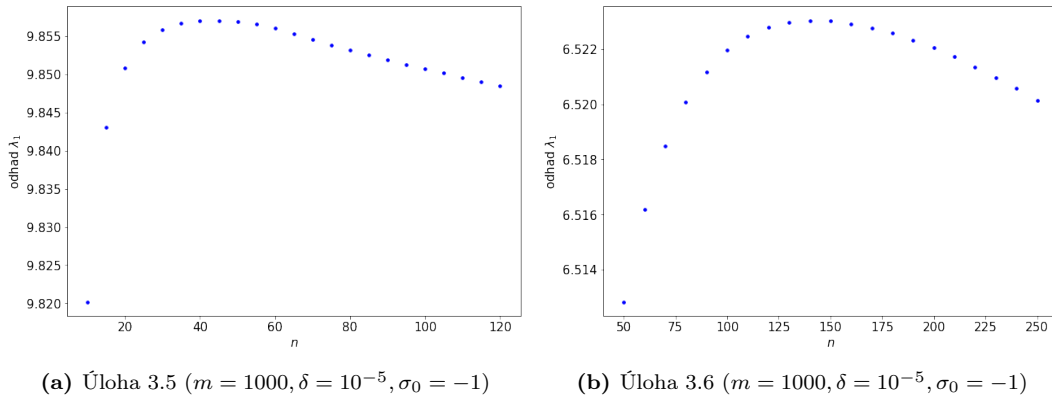 odhad λ₁
9.855
9.850
9.845
9.840
9.835
9.830
9.825
9.820
20 40 60 80 100 120
n
(a) Úloha 3.5 (m = 1000, δ = 10⁻⁵, σ₀ = −1)
odhad λ₁
6.522
6.520
6.518
6.516
6.514
50 75 100 125 150 175 200 225 250
n
(b) Úloha 3.6 (m = 1000, δ = 10⁻⁵, σ₀ = −1)